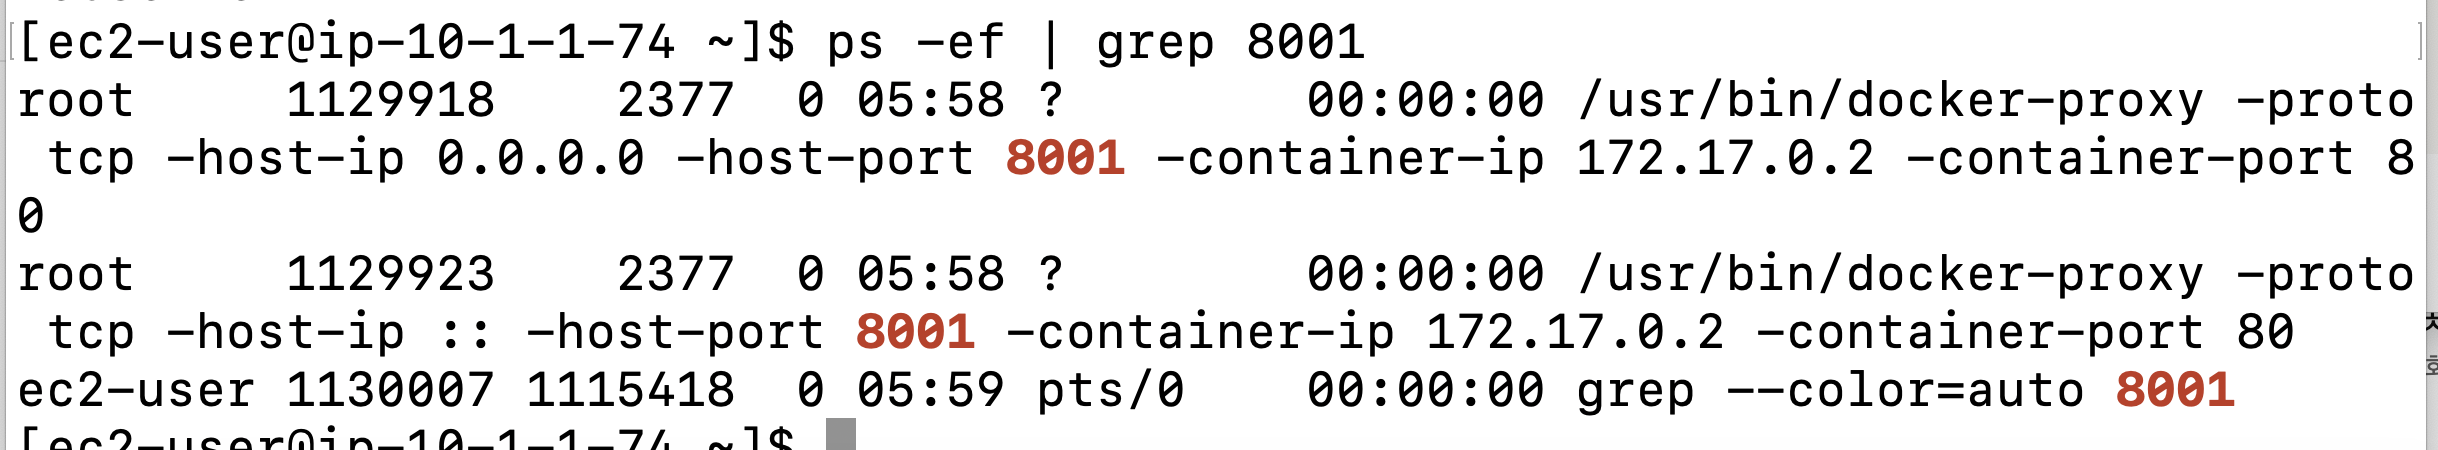 [ec2-user@ip-10-1-1-74 ~]$ ps -ef | grep 8001
root     1129918    2377  0 05:58 ?        00:00:00 /usr/bin/docker-proxy -proto
 tcp -host-ip 0.0.0.0 -host-port 8001 -container-ip 172.17.0.2 -container-port 8
0
root     1129923    2377  0 05:58 ?        00:00:00 /usr/bin/docker-proxy -proto
 tcp -host-ip :: -host-port 8001 -container-ip 172.17.0.2 -container-port 80
ec2-user 1130007 1115418  0 05:59 pts/0    00:00:00 grep --color=auto 8001
[ec2-user@ip-10-1-1-74 ~]$